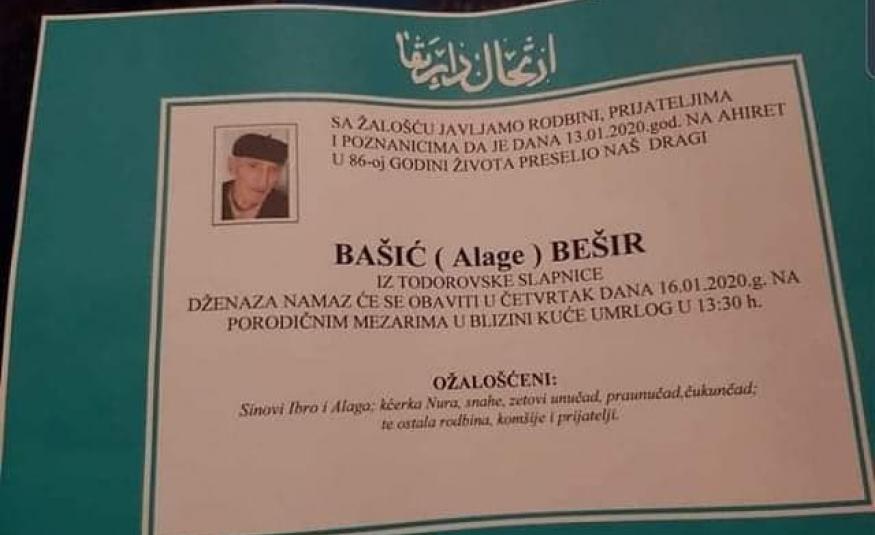 ارتحال دار بقا
SA ŽALOŠĆU JAVLJAMO RODBINI, PRIJATELJIMA
I POZNANICIMA DA JE DANA 13.01.2020.god. NA AHIRET
U 86-oj GODINI ŽIVOTA PRESELIO NAŠ DRAGI
BAŠIĆ ( Alage ) BEŠIR
IZ TODOROVSKE SLAPNICE
DŽENAZA NAMAZ ĆE SE OBAVITI U ČETVRTAK DANA 16.01.2020.g. NA
PORODIČNIM MEZARIMA U BLIZINI KUĆE UMRLOG U 13:30 h.
OŽALOŠĆENI:
Sinovi Ibro i Alaga; kćerka Nura, snahe, zetovi unučad, praunučad,čukunčad;
te ostala rodbina, komšije i prijatelji.